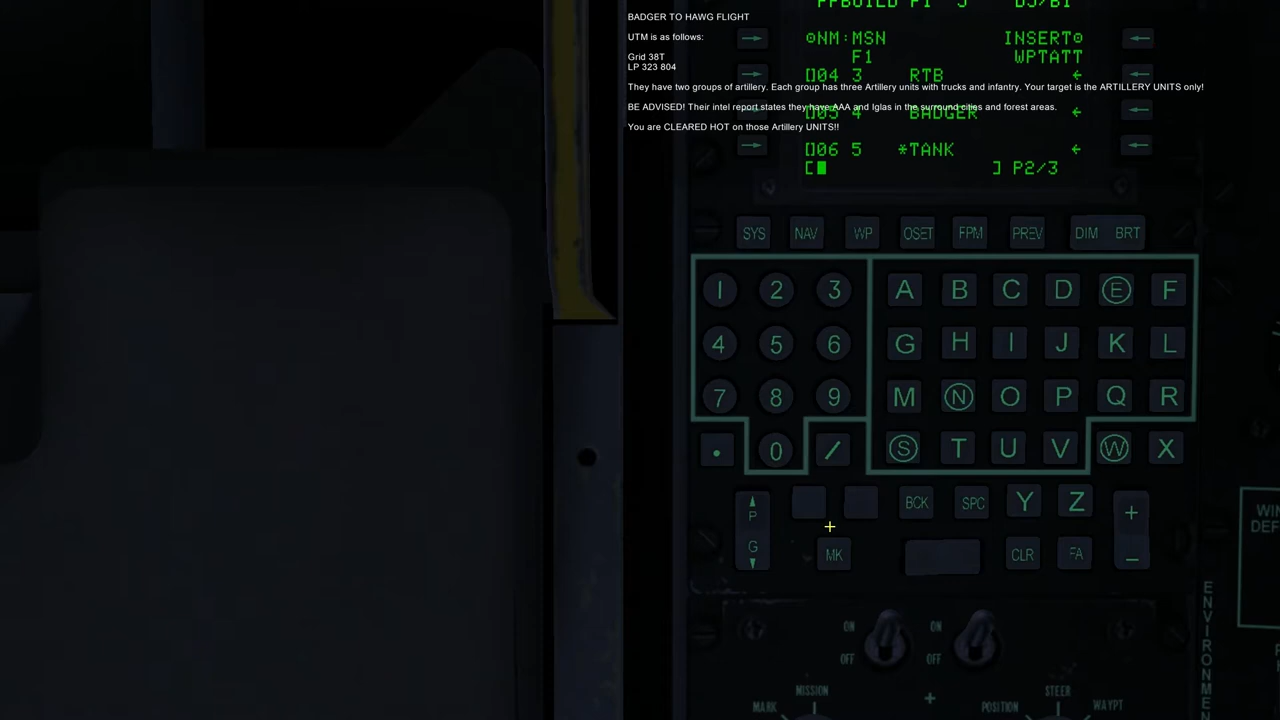 FPBUILD P1
BADGER TO HAWG FLIGHT
UTM is as follows:
Grid 38T
LP 323 804
They have two groups of artillery. Each group has three Artillery units with trucks and infantry. Your target is the ARTILLERY UNITS only!
BE ADVISED! Their intel report states they have AAA and Iglas in the surround cities and forest areas.
You are CLEARED HOT on those Artillery UNITS!!
NM:MSN INSERT
F1 WPTATT
[]04 3 RTB ←
[]05 4 BADGER ←
[]06 5 *TANK ←
[ ] P2/3
SYS NAV WP OSET FPM PREV DIM BRT
1 2 3 A B C D E F
4 5 6 G H I J K L
7 8 9 M N O P Q R
. 0 / S T U V W X
P G BCK SPC Y Z + −
MK CLR FA
ON ON
OFF OFF
MISSION STEER
MARK POSITION WAYPT
ENVIRONMEN
WIN
DEF